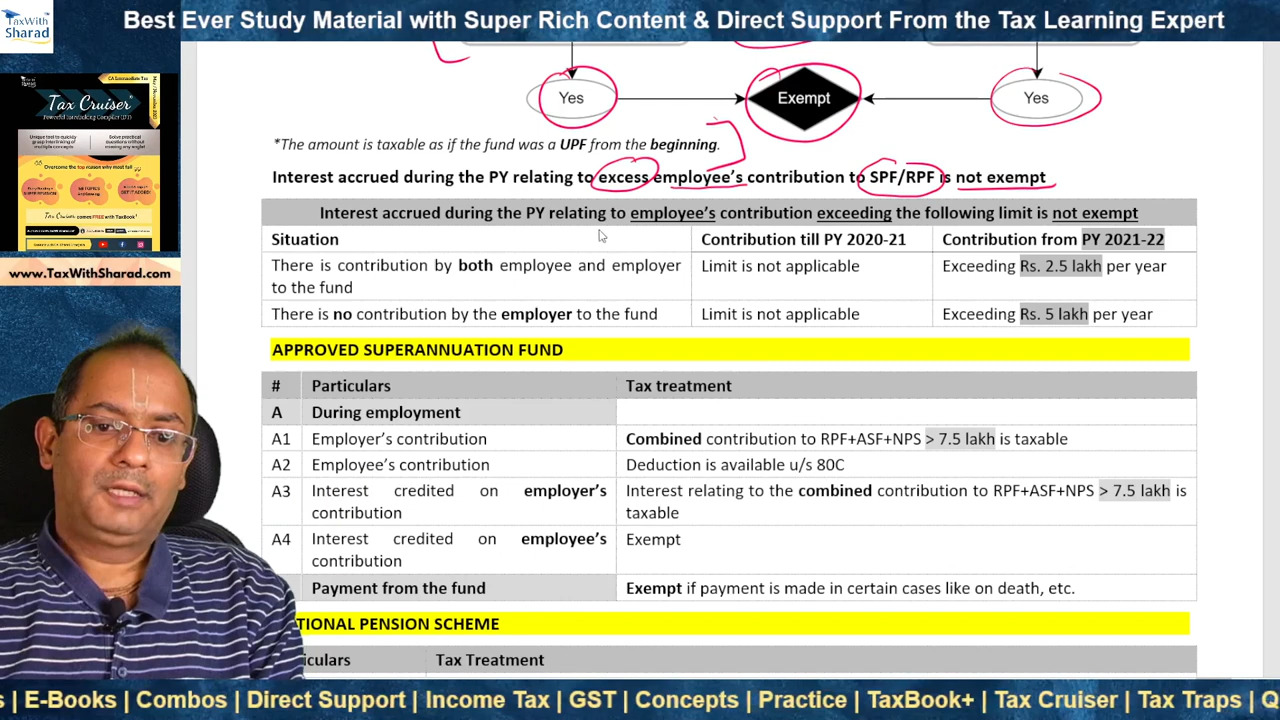 TaxWith
Sharad
Best Ever Study Material with Super Rich Content & Direct Support From the Tax Learning Expert
Tax Cruiser
www.TaxWithSharad.com
Yes
Exempt
Yes
*The amount is taxable as if the fund was a UPF from the beginning.
Interest accrued during the PY relating to excess employee's contribution to SPF/RPF is not exempt
Interest accrued during the PY relating to employee's contribution exceeding the following limit is not exempt
Situation Contribution till PY 2020-21 Contribution from PY 2021-22
There is contribution by both employee and employer Limit is not applicable Exceeding Rs. 2.5 lakh per year
to the fund
There is no contribution by the employer to the fund Limit is not applicable Exceeding Rs. 5 lakh per year
APPROVED SUPERANNUATION FUND
# Particulars Tax treatment
A During employment
A1 Employer's contribution Combined contribution to RPF+ASF+NPS > 7.5 lakh is taxable
A2 Employee's contribution Deduction is available u/s 80C
A3 Interest credited on employer's Interest relating to the combined contribution to RPF+ASF+NPS > 7.5 lakh is
contribution taxable
A4 Interest credited on employee's Exempt
contribution
Payment from the fund Exempt if payment is made in certain cases like on death, etc.
TIONAL PENSION SCHEME
iculars Tax Treatment
s | E-Books | Combos | Direct Support | Income Tax | GST | Concepts | Practice | TaxBook+ | Tax Cruiser | Tax Traps | Q